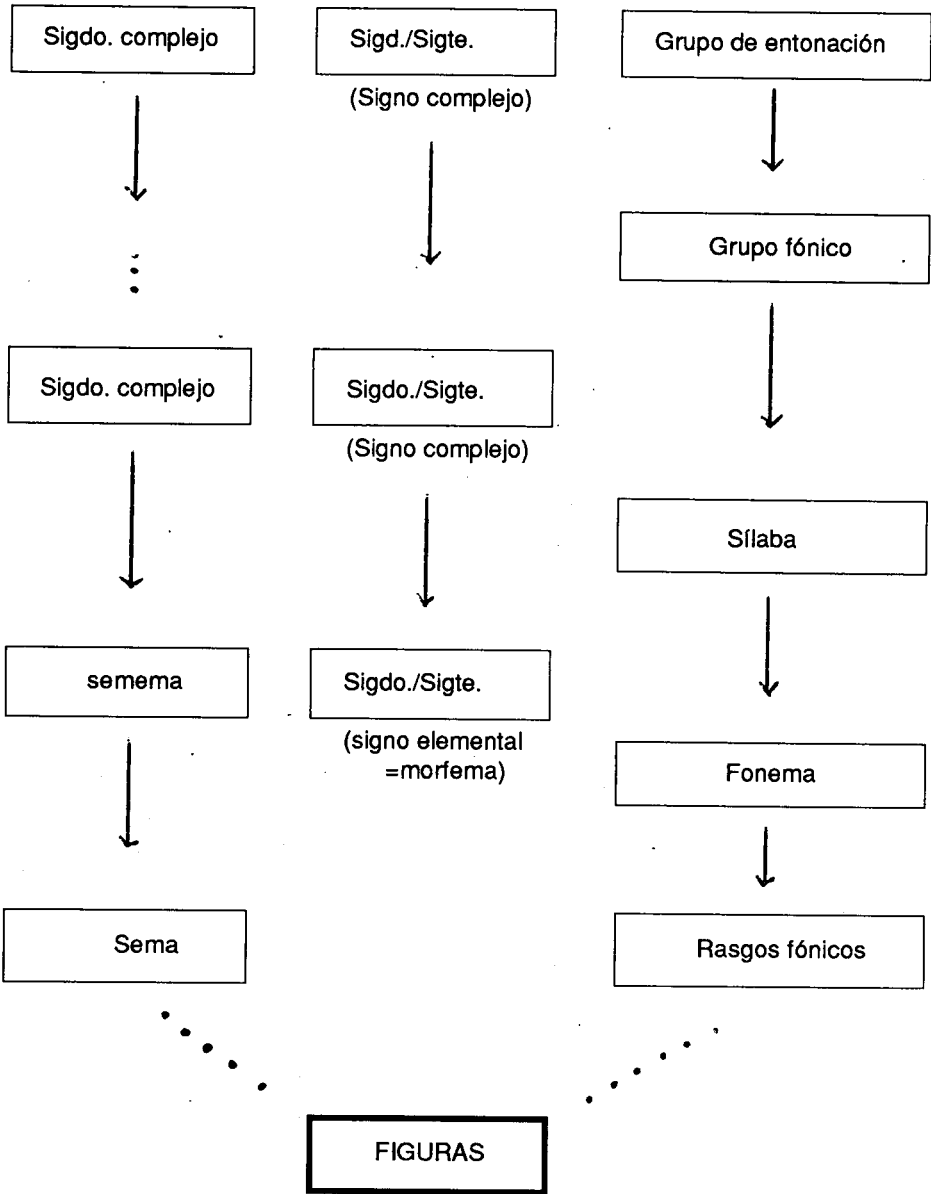 Sigdo. complejo
Sigd./Sigte.
(Signo complejo)
Grupo de entonación
Grupo fónico
Sigdo. complejo
Sigdo./Sigte.
(Signo complejo)
Sílaba
semema
Sigdo./Sigte.
(signo elemental
=morfema)
Fonema
Sema
Rasgos fónicos
FIGURAS